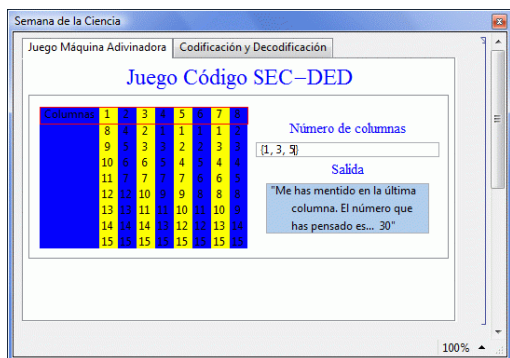 Semana de la Ciencia
Juego Máquina Adivinadora
Codificación y Decodificación
Juego Código SEC–DED
Columnas 1 2 3 4 5 6 7 8
8 4 2 1 1 1 1 2
9 5 3 3 2 2 3 3
10 6 6 5 4 5 4 4
11 7 7 7 7 6 6 5
12 12 10 9 9 8 8 8
13 13 11 11 10 11 10 9
14 14 14 13 12 12 13 14
15 15 15 15 15 15 15 15
Número de columnas
{1, 3, 5}
Salida
"Me has mentido en la última
columna. El número que
has pensado es... 30"
100%